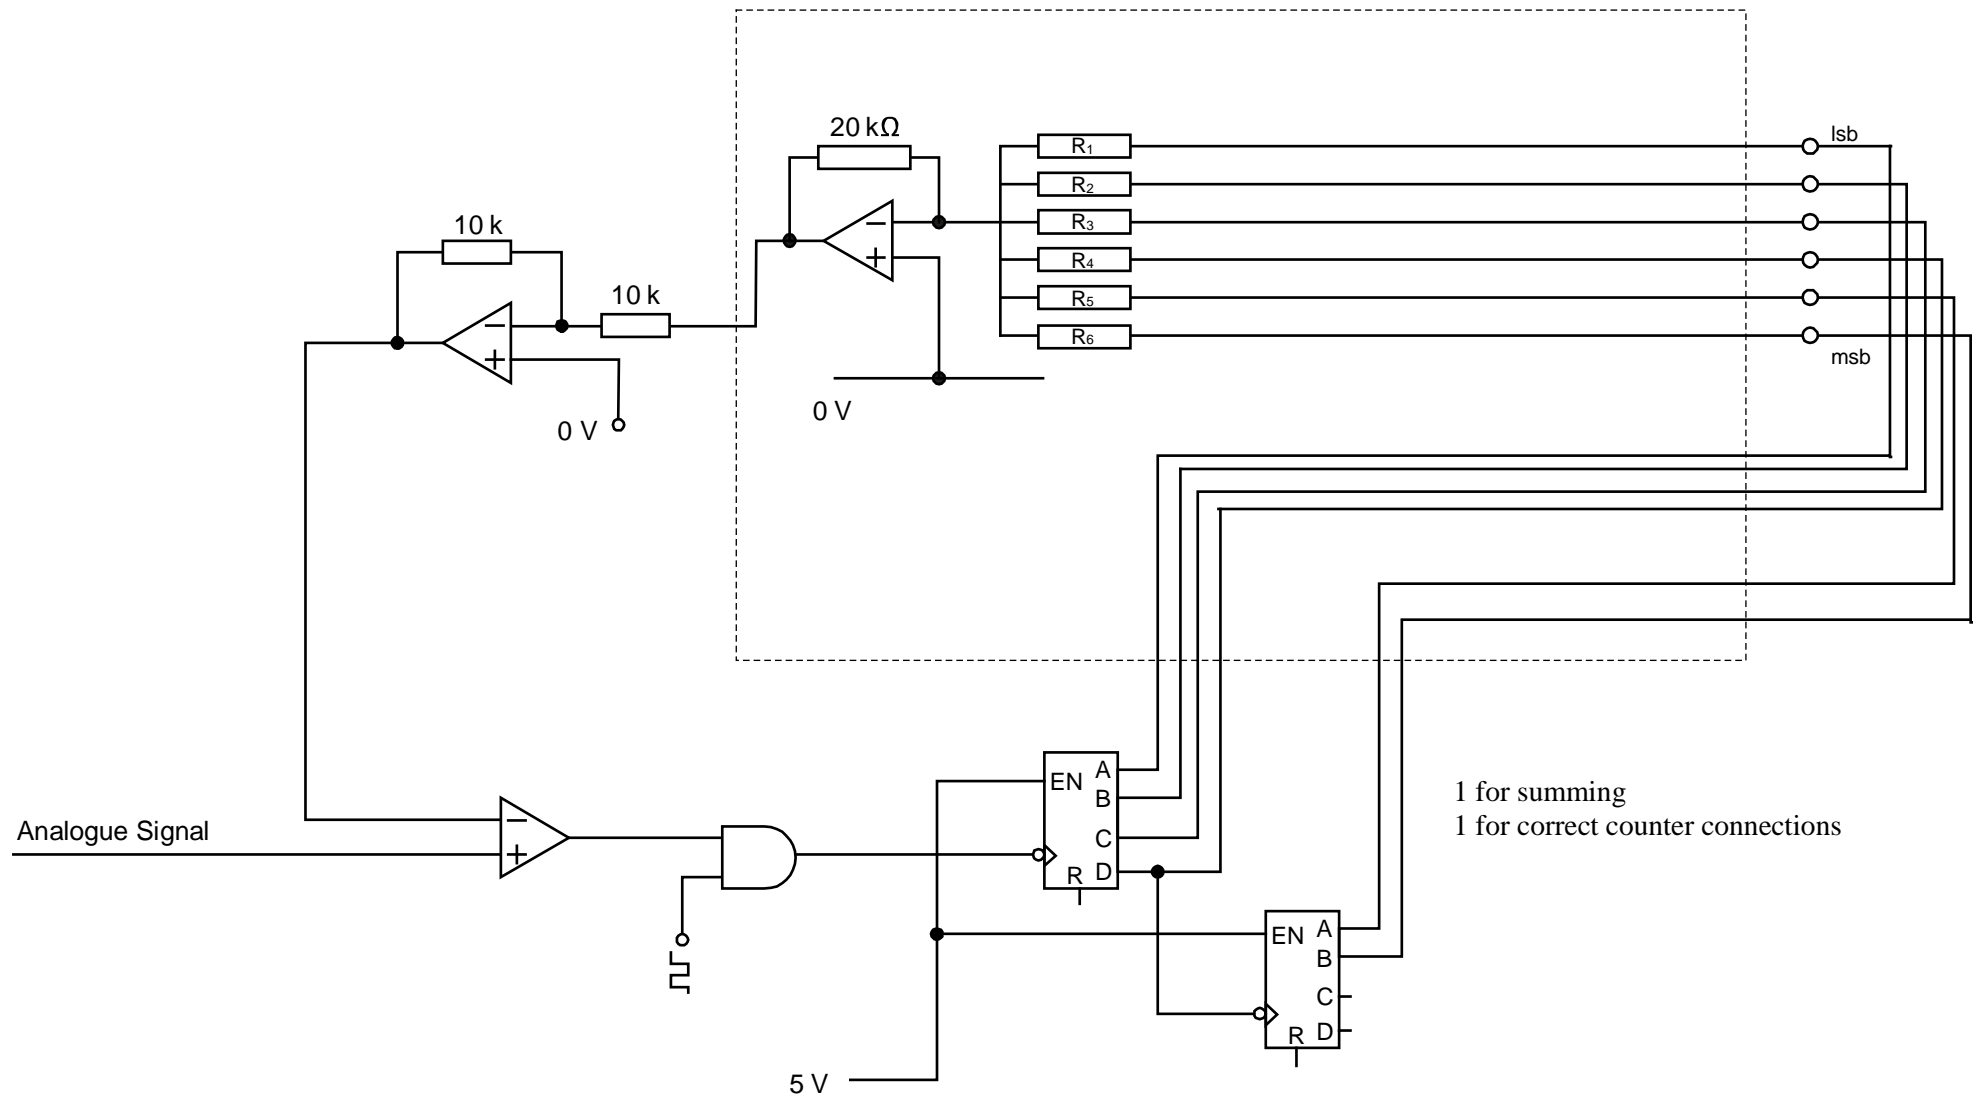 20 kΩ
R1
lsb
R2
10 k
R3
R4
10 k
R5
R6
msb
0 V
0 V
EN
A
B
C
D
R
1 for summing
1 for correct counter connections
Analogue Signal
EN
A
B
C
D
R
5 V